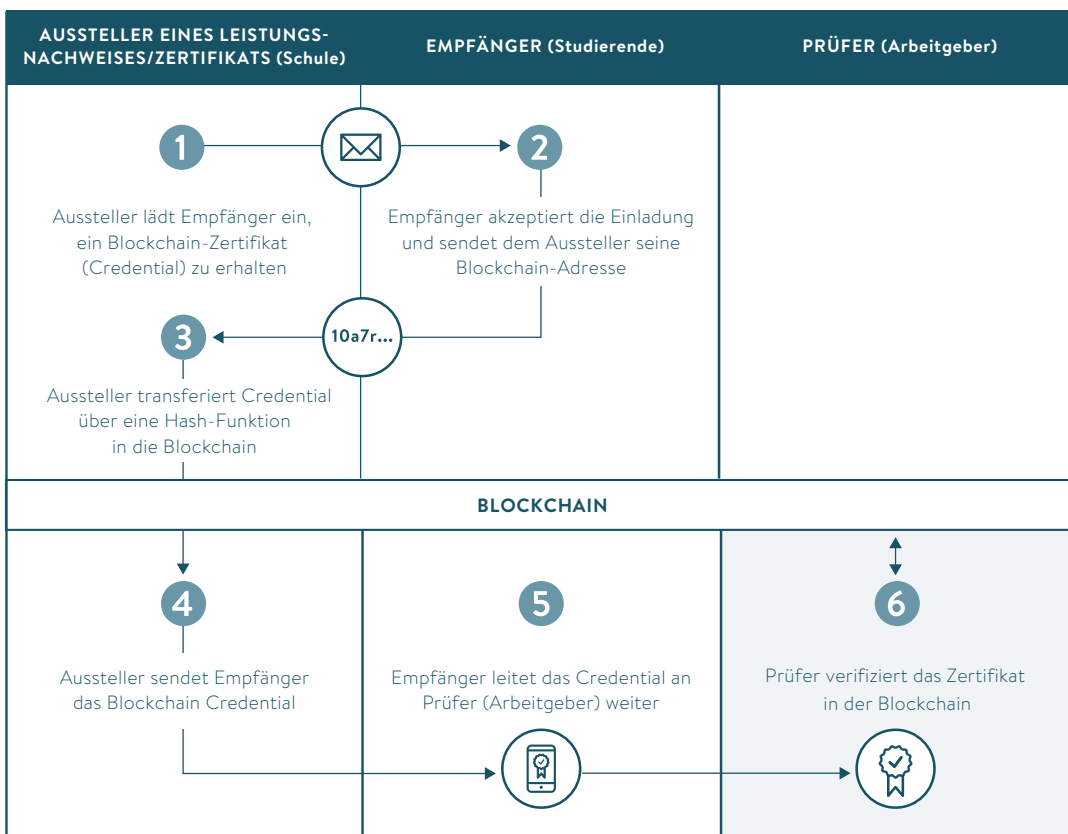 AUSSTELLER EINES LEISTUNGS-
NACHWEISES/ZERTIFIKATS (Schule)
EMPFÄNGER (Studierende)
PRÜFER (Arbeitgeber)
1
2
Aussteller lädt Empfänger ein,
ein Blockchain-Zertifikat
(Credential) zu erhalten
Empfänger akzeptiert die Einladung
und sendet dem Aussteller seine
Blockchain-Adresse
3
10a7r...
Aussteller transferiert Credential
über eine Hash-Funktion
in die Blockchain
BLOCKCHAIN
4
5
6
Aussteller sendet Empfänger
das Blockchain Credential
Empfänger leitet das Credential an
Prüfer (Arbeitgeber) weiter
Prüfer verifiziert das Zertifikat
in der Blockchain